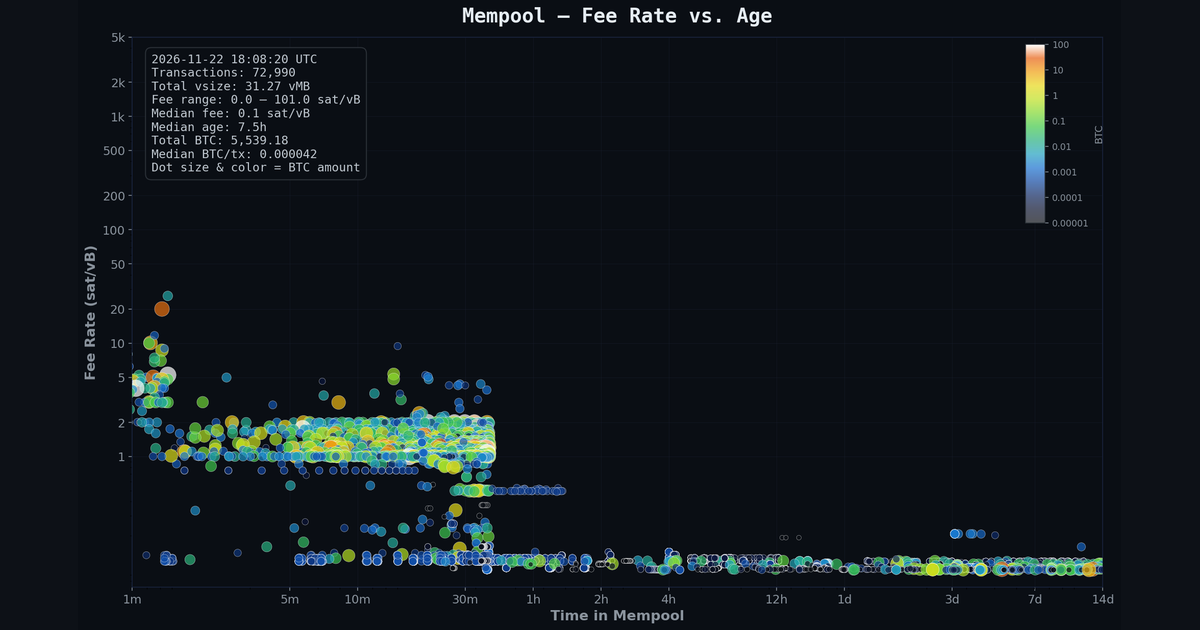 Mempool — Fee Rate vs. Age
2026-11-22 18:08:20 UTC
Transactions: 72,990
Total vsize: 31.27 vMB
Fee range: 0.0 – 101.0 sat/vB
Median fee: 0.1 sat/vB
Median age: 7.5h
Total BTC: 5,539.18
Median BTC/tx: 0.000042
Dot size & color = BTC amount
5k
2k
1k
500
200
100
50
20
10
5
2
1
Fee Rate (sat/vB)
100
10
1
0.1
0.01
0.001
0.0001
0.00001
BTC
1m 5m 10m 30m 1h 2h 4h 12h 1d 3d 7d 14d
Time in Mempool